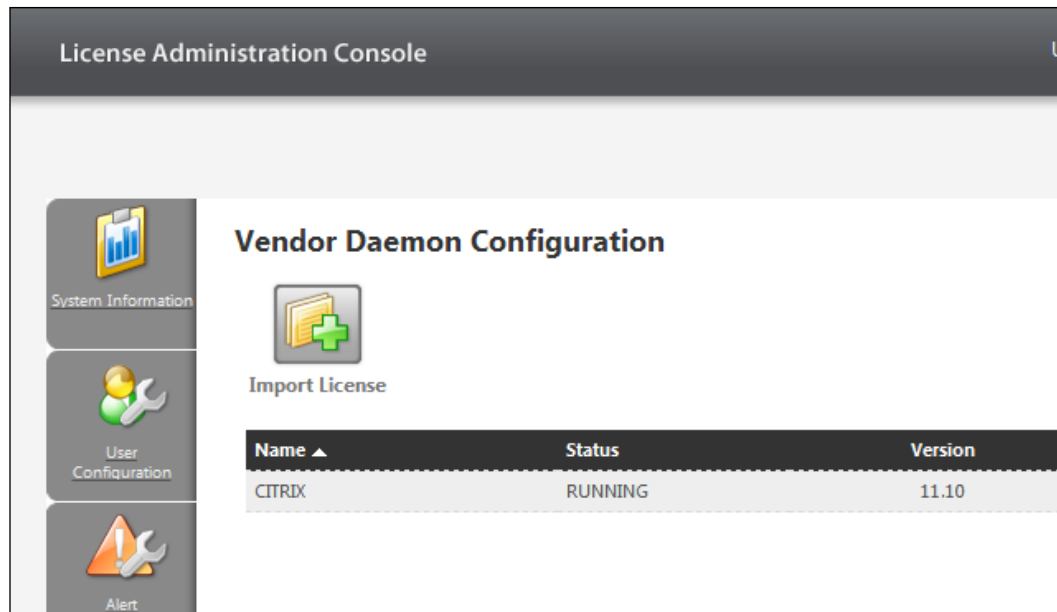 License Administration Console
System Information
User
Configuration
Alert
Vendor Daemon Configuration
Import License
Name Status Version
CITRIX RUNNING 11.10